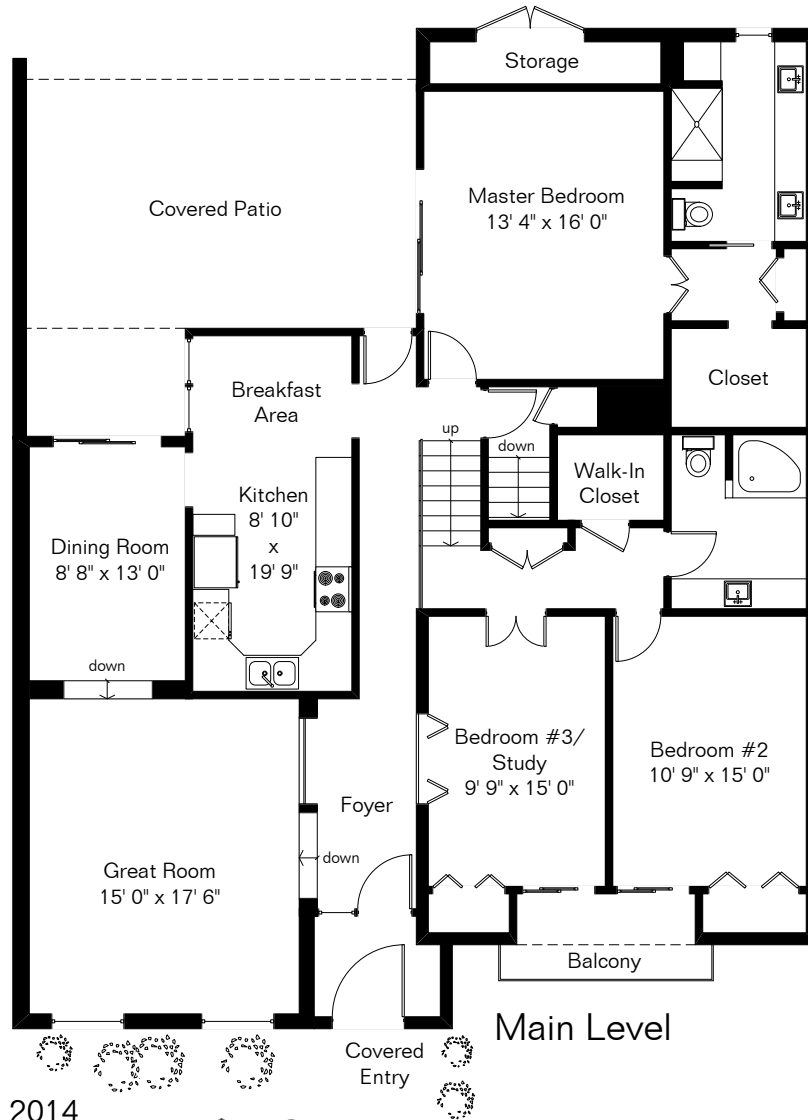 Storage
Master Bedroom
13' 4" x 16' 0"
Covered Patio
Breakfast
Area
Closet
up
down
Walk-In
Closet
Kitchen
8' 10"
x
19' 9"
Dining Room
8' 8" x 13' 0"
down
Bedroom #3/
Study
9' 9" x 15' 0"
Bedroom #2
10' 9" x 15' 0"
Foyer
down
Great Room
15' 0" x 17' 6"
Balcony
Main Level
Covered
Entry
2014